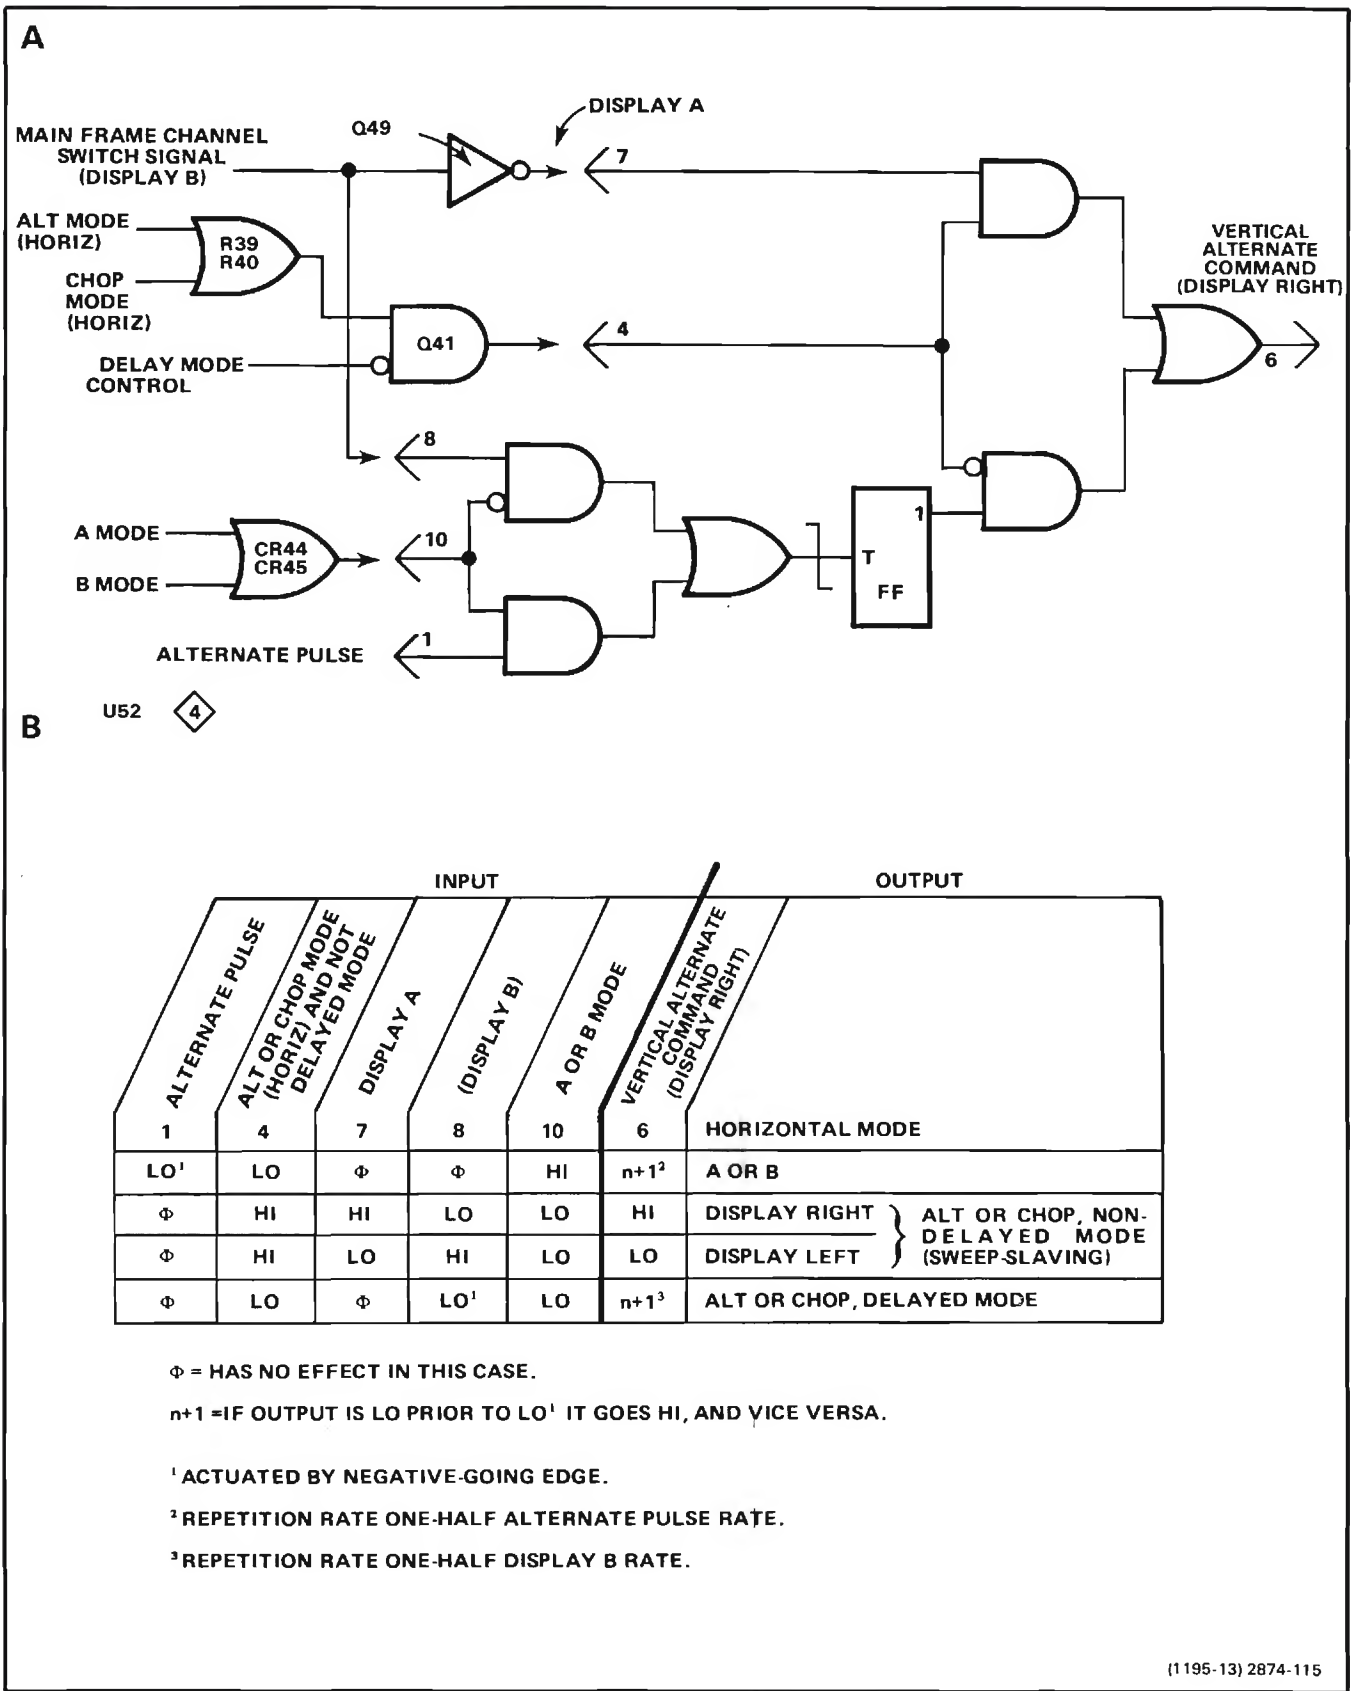 A
DISPLAY A
Q49
MAIN FRAME CHANNEL
SWITCH SIGNAL
(DISPLAY B)
7
ALT MODE
(HORIZ)
R39
R40
CHOP
MODE
(HORIZ)
VERTICAL
ALTERNATE
COMMAND
(DISPLAY RIGHT)
Q41
4
6
DELAY MODE
CONTROL
8
A MODE
CR44
CR45
B MODE
10
1
T
FF
ALTERNATE PULSE
1
U52
4
B
INPUT
OUTPUT
ALTERNATE PULSE
ALT OR CHOP MODE
(HORIZ) AND NOT
DELAYED MODE
DISPLAY A
(DISPLAY B)
A OR B MODE
VERTICAL ALTERNATE
COMMAND
(DISPLAY RIGHT)
1 4 7 8 10 6 HORIZONTAL MODE
LO¹ LO Φ Φ HI n+1² A OR B
Φ HI HI LO LO HI DISPLAY RIGHT
Φ HI LO HI LO LO DISPLAY LEFT
ALT OR CHOP, NON-
DELAYED MODE
(SWEEP-SLAVING)
Φ LO Φ LO¹ LO n+1³ ALT OR CHOP, DELAYED MODE
Φ = HAS NO EFFECT IN THIS CASE.
n+1 =IF OUTPUT IS LO PRIOR TO LO¹ IT GOES HI, AND VICE VERSA.
¹ ACTUATED BY NEGATIVE-GOING EDGE.
² REPETITION RATE ONE-HALF ALTERNATE PULSE RATE.
³ REPETITION RATE ONE-HALF DISPLAY B RATE.
(1195-13) 2874-115